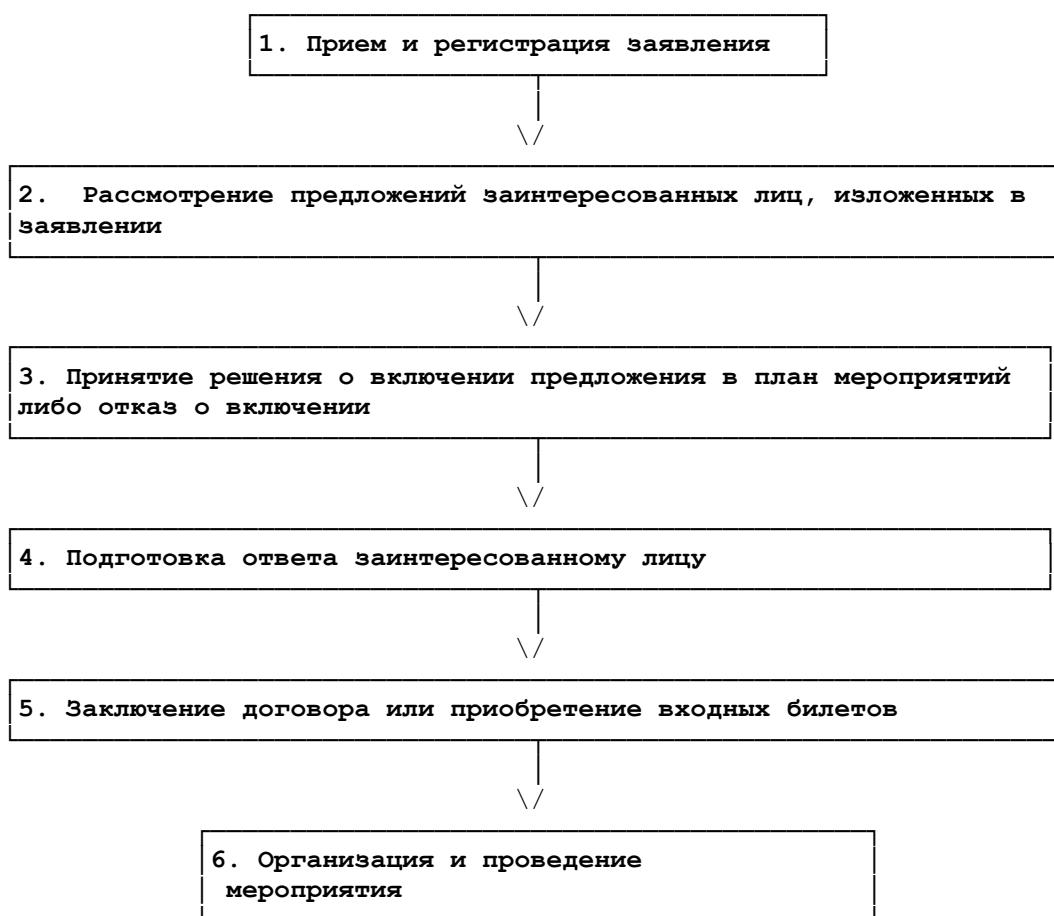 1. Прием и регистрация заявления
2. Рассмотрение предложений заинтересованных лиц, изложенных в
заявлении
3. Принятие решения о включении предложения в план мероприятий
либо отказ о включении
4. Подготовка ответа заинтересованному лицу
5. Заключение договора или приобретение входных билетов
6. Организация и проведение
мероприятия